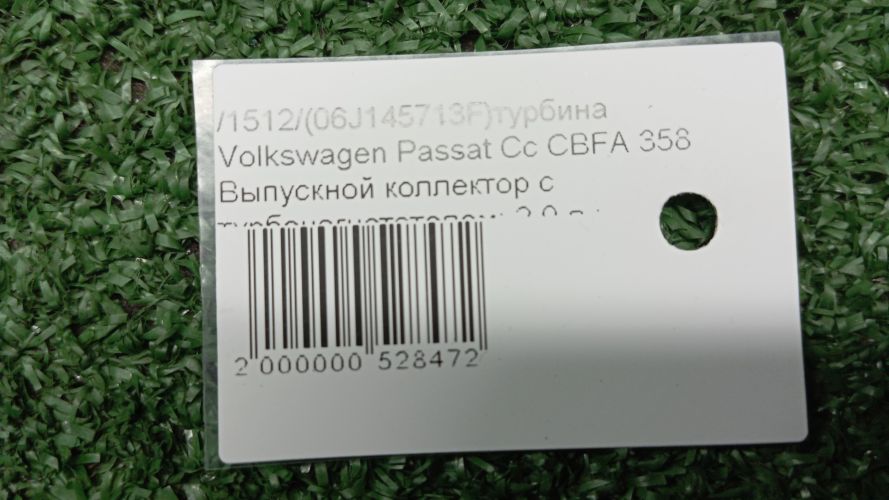 /1512/(06J145713F)турбина
Volkswagen Passat Cc CBFA 358
Выпускной коллектор с
2 000000 528472